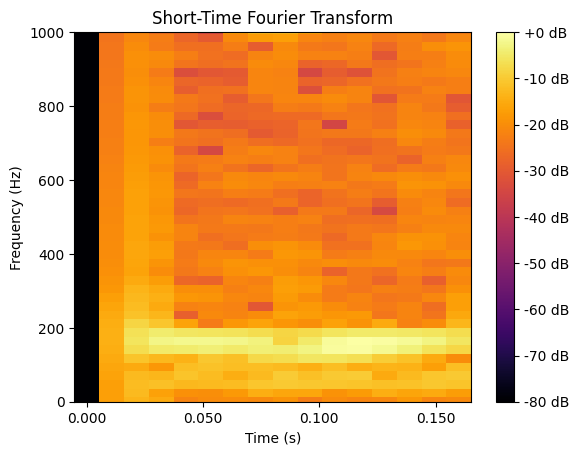 Short-Time Fourier Transform
1000
800
600
400
200
0
Frequency (Hz)
0.000
0.050
0.100
0.150
Time (s)
+0 dB
-10 dB
-20 dB
-30 dB
-40 dB
-50 dB
-60 dB
-70 dB
-80 dB